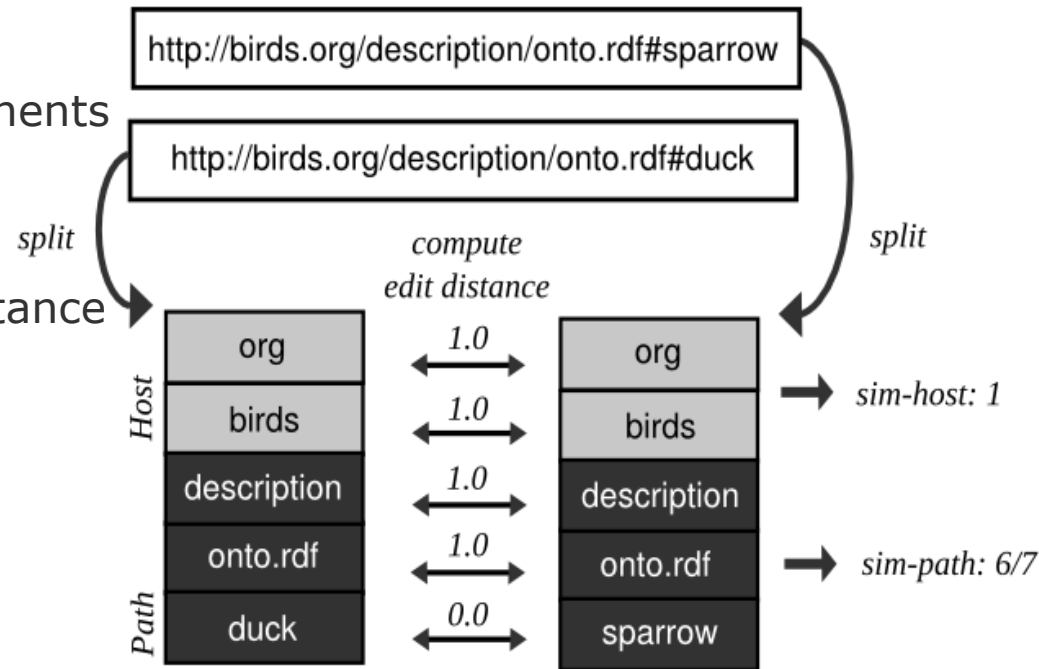 http://birds.org/description/onto.rdf#sparrow
http://birds.org/description/onto.rdf#duck
split
compute
edit distance
split
Host
org
1.0
org
birds
1.0
birds
sim-host: 1
Path
description
1.0
description
onto.rdf
1.0
onto.rdf
sim-path: 6/7
duck
0.0
sparrow